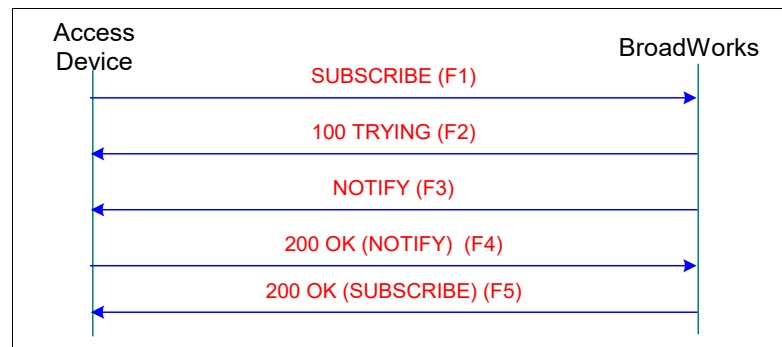 Access
Device
BroadWorks
SUBSCRIBE (F1)
100 TRYING (F2)
NOTIFY (F3)
200 OK (NOTIFY)  (F4)
200 OK (SUBSCRIBE) (F5)